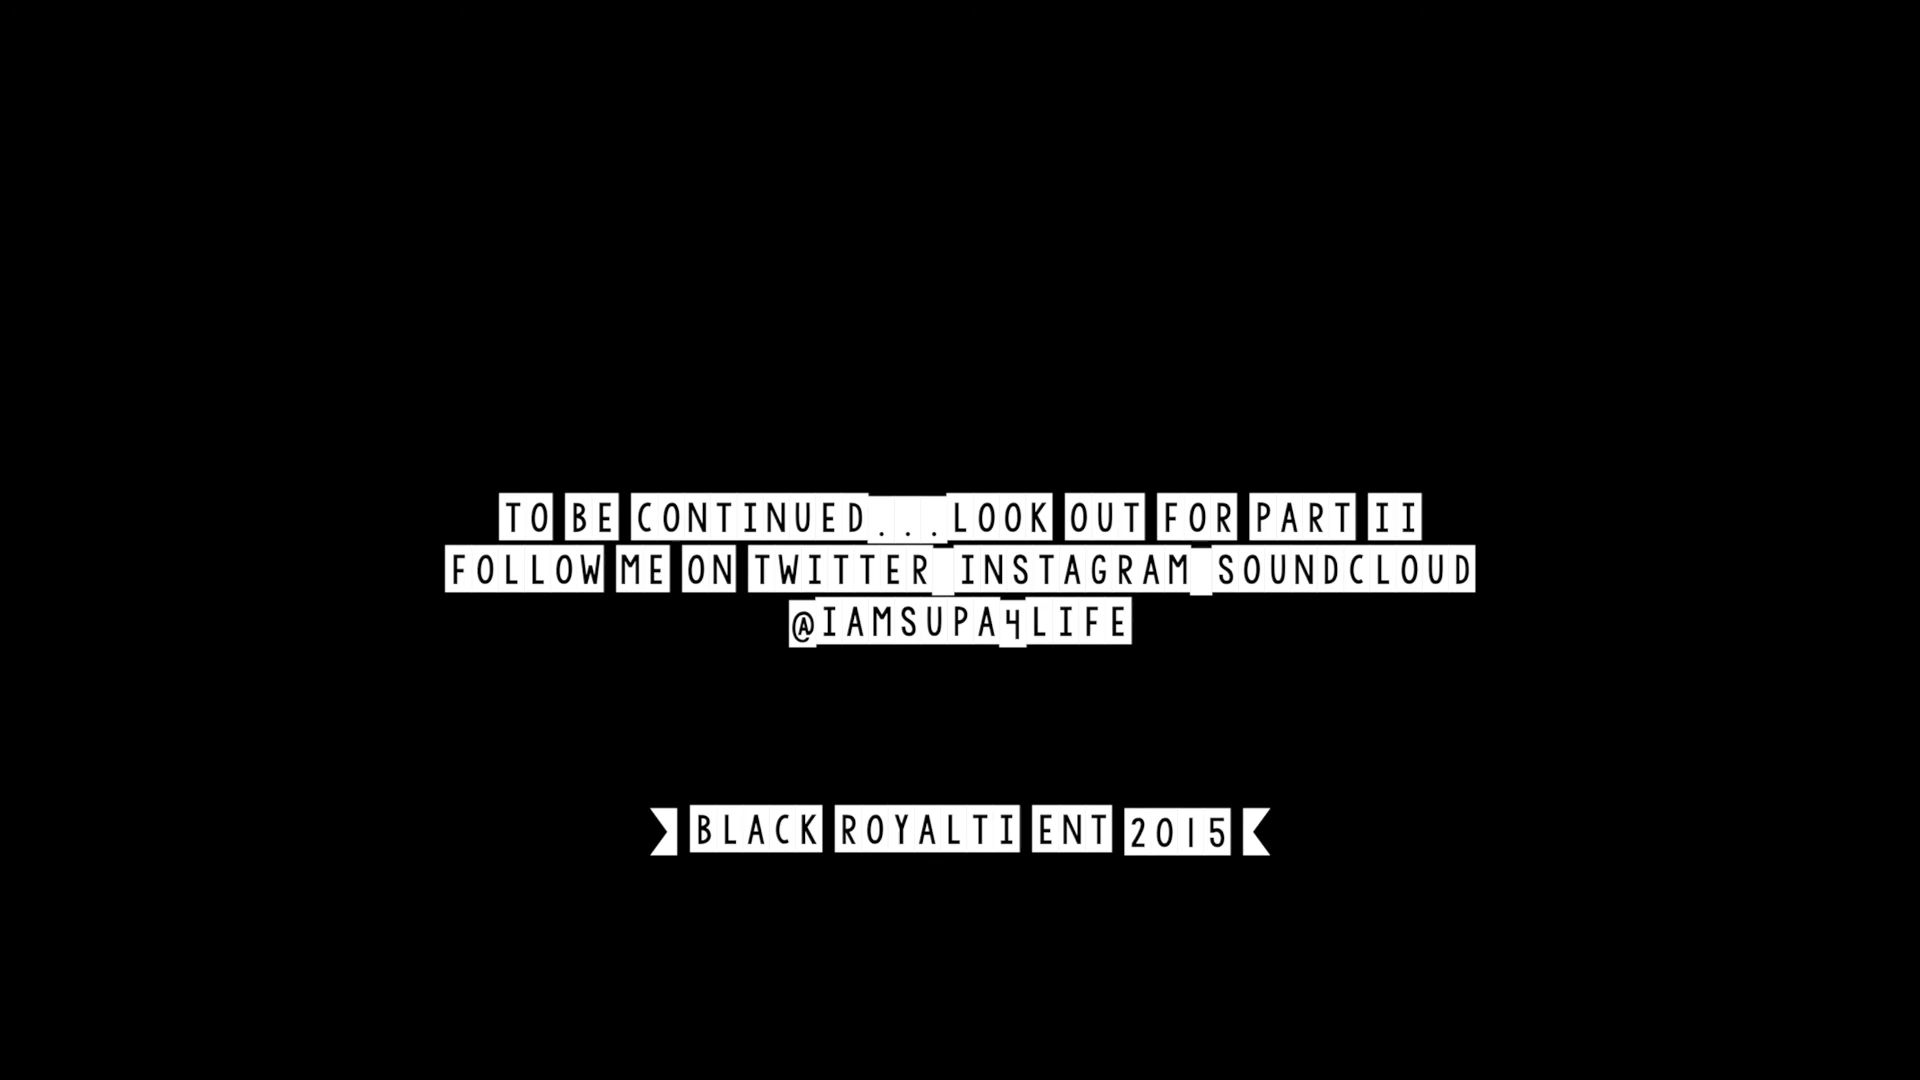 TO BE CONTINUED...LOOK OUT FOR PART II
FOLLOW ME ON TWITTER INSTAGRAM SOUNDCLOUD
@IAMSUPA4LIFE
BLACK ROYALTI ENT 2015